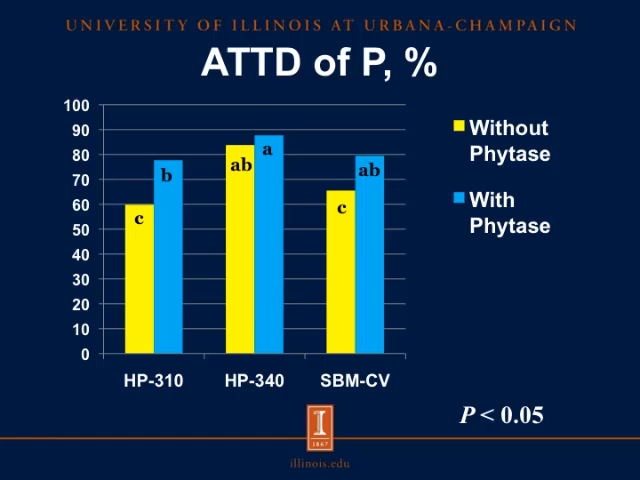 UNIVERSITY OF ILLINOIS AT URBANA-CHAMPAIGN
ATTD of P, %
100
90
80
70
60
50
40
30
20
10
0
c
b
ab
a
c
ab
HP-310
HP-340
SBM-CV
Without
Phytase
With
Phytase
P < 0.05
I
1867
illinois.edu